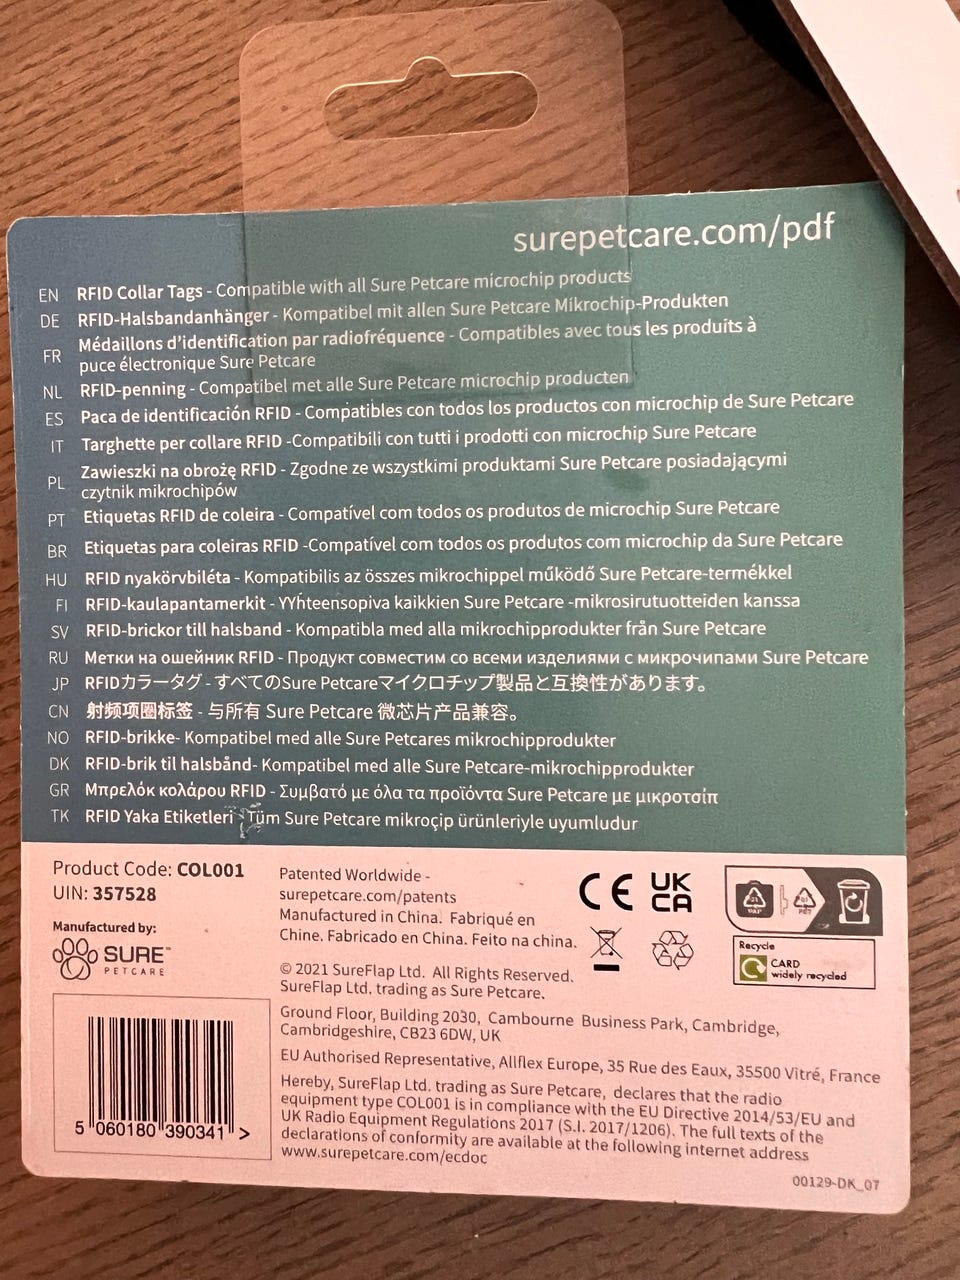 surepetcare.com/pdf
EN RFID Collar Tags - Compatible with all Sure Petcare microchip products
DE RFID-Halsbandanhänger - Kompatibel mit allen Sure Petcare Mikrochip-Produkten
FR Médaillons d'identification par radiofréquence - Compatibles avec tous les produits à
puce électronique Sure Petcare
NL RFID-penning - Compatibel met alle Sure Petcare microchip producten
ES Paca de identificación RFID - Compatibles con todos los productos con microchip de Sure Petcare
IT Targhette per collare RFID -Compatibili con tutti i prodotti con microchip Sure Petcare
PL Zawieszki na obrożę RFID - Zgodne ze wszystkimi produktami Sure Petcare posiadającymi
czytnik mikrochipów
PT Etiquetas RFID de coleira - Compatível com todos os produtos de microchip Sure Petcare
BR Etiquetas para coleiras RFID -Compatível com todos os produtos com microchip da Sure Petcare
HU RFID nyakörvbiléta - Kompatibilis az összes mikrochippel működő Sure Petcare-termékkel
FI RFID-kaulapantamerkit - YYhteensopiva kaikkien Sure Petcare -mikrosirutuotteiden kanssa
SV RFID-brickor till halsband - Kompatibla med alla mikrochipprodukter från Sure Petcare
RU Метки на ошейник RFID - Продукт совместим со всеми изделиями с микрочипами Sure Petcare
JP RFIDカラータグ - すべてのSure Petcareマイクロチップ製品と互換性があります。
CN 射频项圈标签 - 与所有 Sure Petcare 微芯片产品兼容。
NO RFID-brikke- Kompatibel med alle Sure Petcares mikrochipprodukter
DK RFID-brik til halsbånd- Kompatibel med alle Sure Petcare-mikrochipprodukter
GR Μπρελόκ κολάρου RFID - Συμβατό με όλα τα προϊόντα Sure Petcare με μικροτσίπ
TK RFID Yaka Etiketleri - Tüm Sure Petcare mikroçip ürünleriyle uyumludur
Product Code: COL001
UIN: 357528
Manufactured by:
SURE™
PETCARE
5 060180 390341 >
Patented Worldwide -
surepetcare.com/patents
Manufactured in China. Fabriqué en
Chine. Fabricado en China. Feito na china.
© 2021 SureFlap Ltd. All Rights Reserved.
SureFlap Ltd. trading as Sure Petcare.
Ground Floor, Building 2030, Cambourne Business Park, Cambridge,
Cambridgeshire, CB23 6DW, UK
EU Authorised Representative, Allflex Europe, 35 Rue des Eaux, 35500 Vitré, France
Hereby, SureFlap Ltd. trading as Sure Petcare, declares that the radio
equipment type COL001 is in compliance with the EU Directive 2014/53/EU and
UK Radio Equipment Regulations 2017 (S.I. 2017/1206). The full texts of the
declarations of conformity are available at the following internet address
www.surepetcare.com/ecdoc
CE UK
CA
21
PAP
01
PET
Recycle
CARD
widely recycled
00129-DK_07